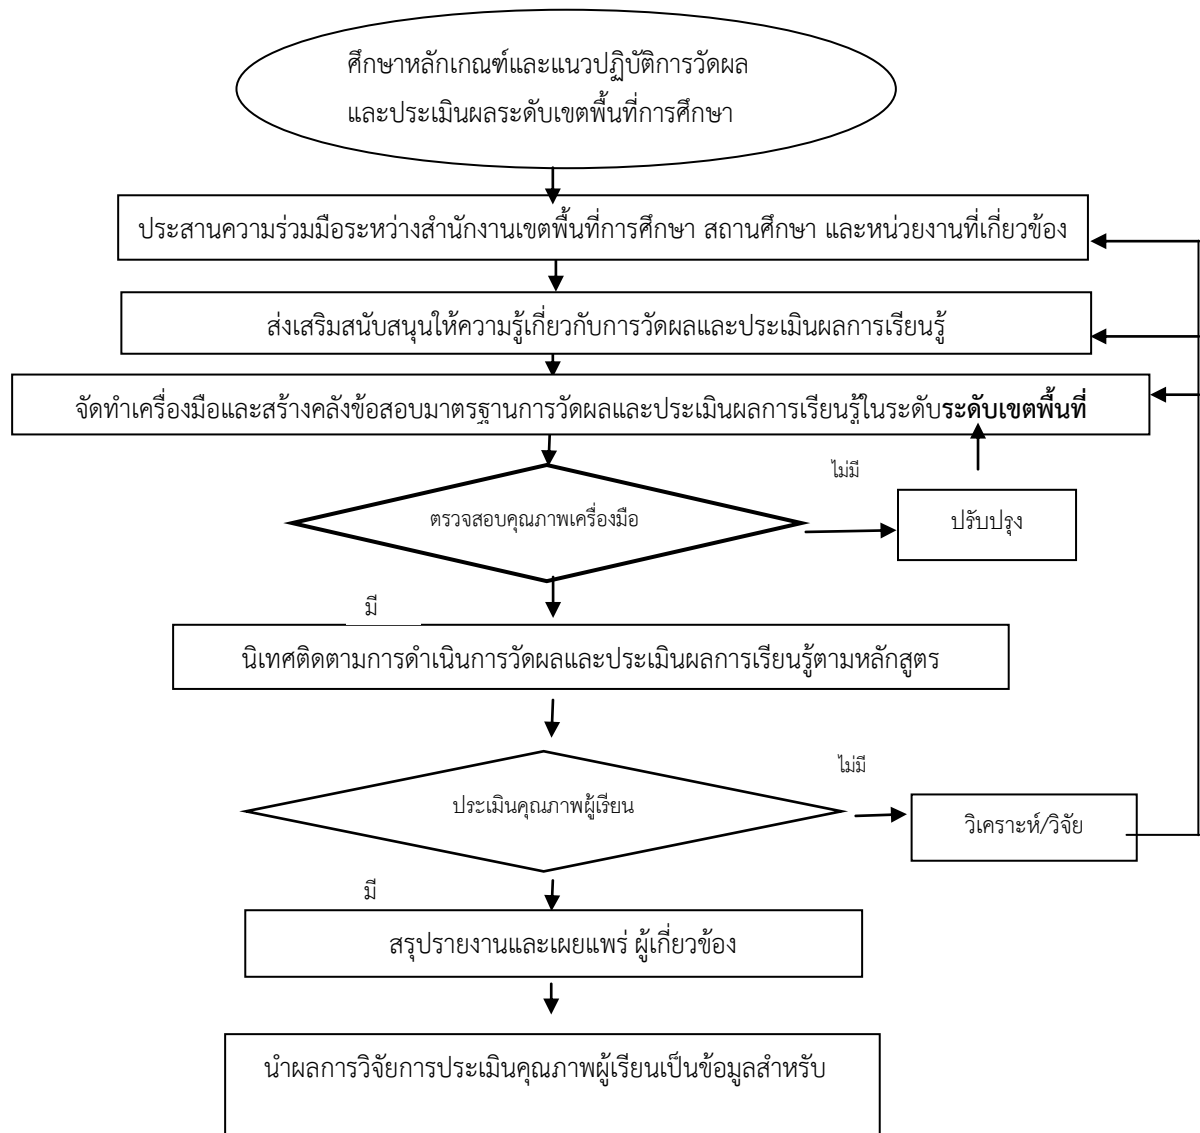 ศึกษาหลักเกณฑ์และแนวปฏิบัติการวัดผล
และประเมินผลระดับเขตพื้นที่การศึกษา
ประสานความร่วมมือระหว่างสำนักงานเขตพื้นที่การศึกษา สถานศึกษา และหน่วยงานที่เกี่ยวข้อง
ส่งเสริมสนับสนุนให้ความรู้เกี่ยวกับการวัดผลและประเมินผลการเรียนรู้
จัดทำเครื่องมือและสร้างคลังข้อสอบมาตรฐานการวัดผลและประเมินผลการเรียนรู้ในระดับระดับเขตพื้นที่
ไม่มี
ตรวจสอบคุณภาพเครื่องมือ
ปรับปรุง
มี
นิเทศติดตามการดำเนินการวัดผลและประเมินผลการเรียนรู้ตามหลักสูตร
ไม่มี
ประเมินคุณภาพผู้เรียน
วิเคราะห์/วิจัย
มี
สรุปรายงานและเผยแพร่ ผู้เกี่ยวข้อง
นำผลการวิจัยการประเมินคุณภาพผู้เรียนเป็นข้อมูลสำหรับ